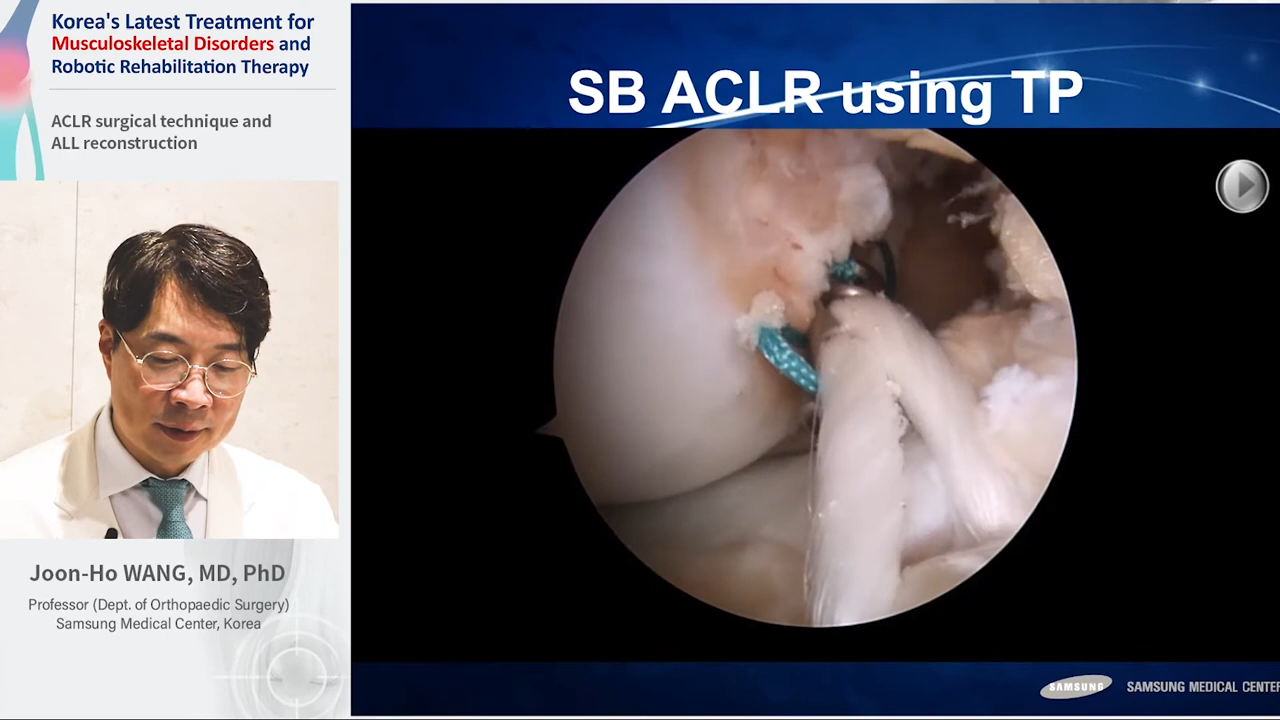 Korea's Latest Treatment for
Musculoskeletal Disorders and
Robotic Rehabilitation Therapy
ACLR surgical technique and
ALL reconstruction
Joon-Ho WANG, MD, PhD
Professor (Dept. of Orthopaedic Surgery)
Samsung Medical Center, Korea
SB ACLR using TP
SAMSUNG SAMSUNG MEDICAL CENTER